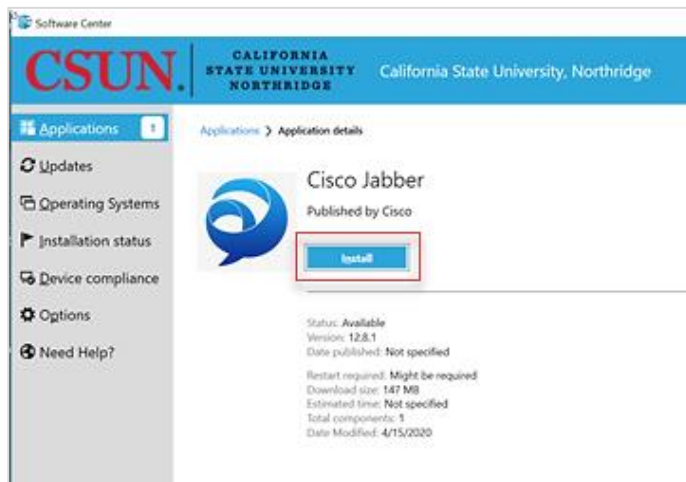 Software Center
CSUN.
CALIFORNIA
STATE UNIVERSITY
NORTHRIDGE
California State University, Northridge
Applications 1
Applications > Application details
Updates
Operating Systems
Installation status
Device compliance
Options
Need Help?
Cisco Jabber
Published by Cisco
Install
Status: Available
Version: 12.8.1
Date published: Not specified
Restart required: Might be required
Download size: 147 MB
Estimated time: Not specified
Total components: 1
Date Modified: 4/15/2020